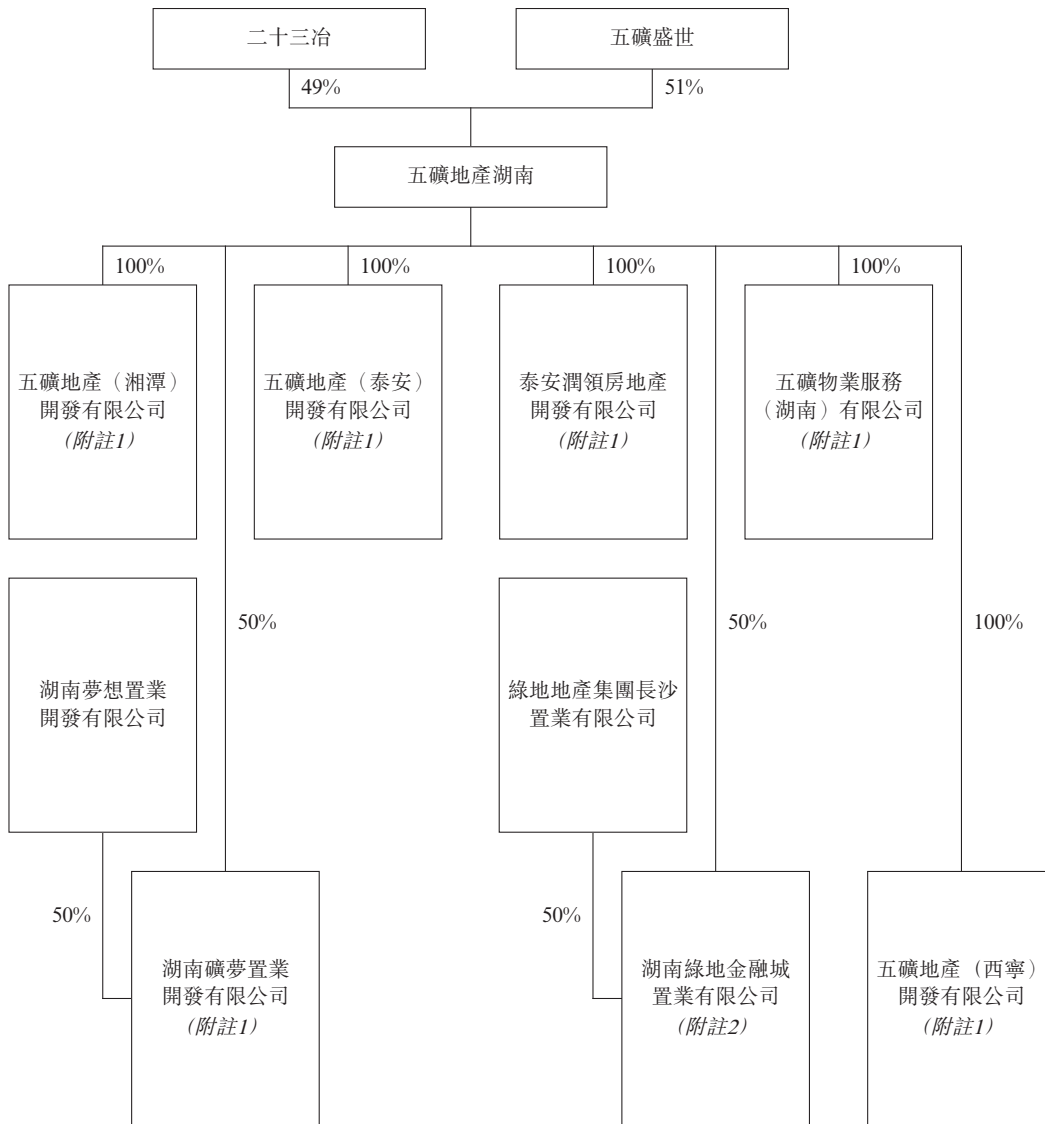 二十三冶
五礦盛世
49%
51%
五礦地產湖南
100%
100%
100%
100%
五礦地產（湘潭）
開發有限公司
（附註1）
五礦地產（泰安）
開發有限公司
（附註1）
泰安潤領房地產
開發有限公司
（附註1）
五礦物業服務
（湖南）有限公司
（附註1）
50%
50%
100%
湖南夢想置業
開發有限公司
綠地地產集團長沙
置業有限公司
50%
50%
湖南礦夢置業
開發有限公司
（附註1）
湖南綠地金融城
置業有限公司
（附註2）
五礦地產（西寧）
開發有限公司
（附註1）